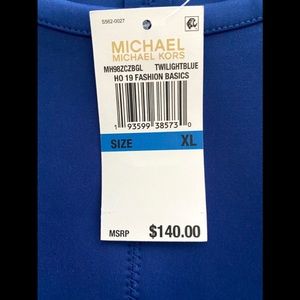 S562-0027
MICHAEL
MICHAEL KORS
MH98ZCZBGL TWILIGHTBLUE
HO 19 FASHION BASICS
1 93599 38573 0
SIZE XL
MSRP $140.00